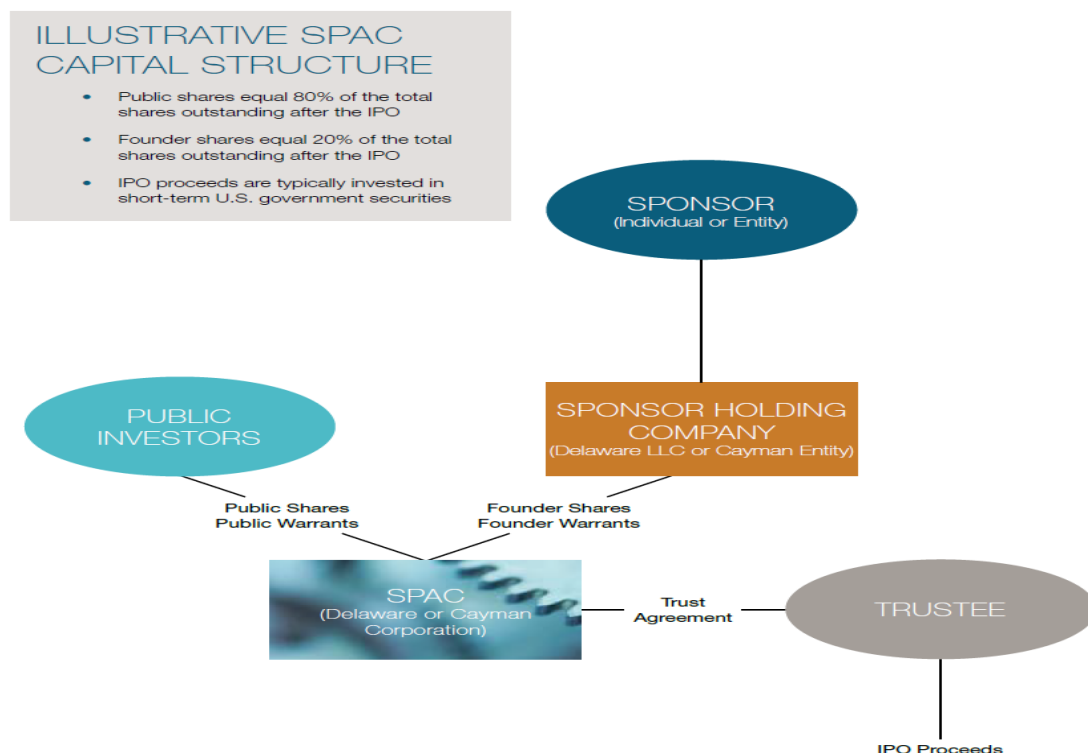 ILLUSTRATIVE SPAC
CAPITAL STRUCTURE
• Public shares equal 80% of the total
shares outstanding after the IPO
• Founder shares equal 20% of the total
shares outstanding after the IPO
• IPO proceeds are typically invested in
short-term U.S. government securities
SPONSOR
(Individual or Entity)
PUBLIC
INVESTORS
SPONSOR HOLDING
COMPANY
(Delaware LLC or Cayman Entity)
Public Shares
Public Warrants
Founder Shares
Founder Warrants
SPAC
(Delaware or Cayman
Corporation)
Trust
Agreement
TRUSTEE
IPO Proceeds